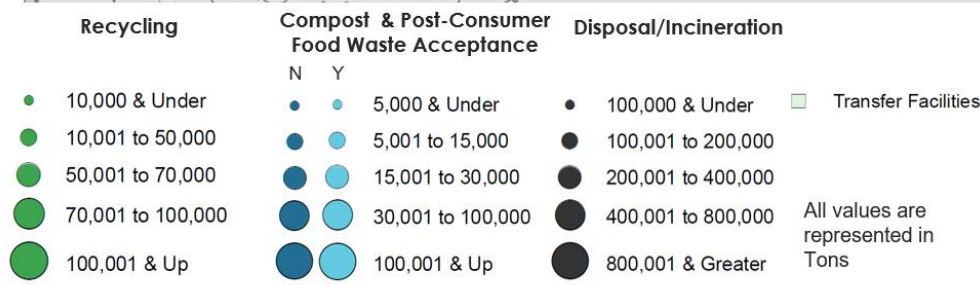 Recycling
10,000 & Under
10,001 to 50,000
50,001 to 70,000
70,001 to 100,000
100,001 & Up
Compost & Post-Consumer
Food Waste Acceptance
N Y
5,000 & Under
5,001 to 15,000
15,001 to 30,000
30,001 to 100,000
100,001 & Up
Disposal/Incineration
100,000 & Under
100,001 to 200,000
200,001 to 400,000
400,001 to 800,000
800,001 & Greater
Transfer Facilities
All values are
represented in
Tons